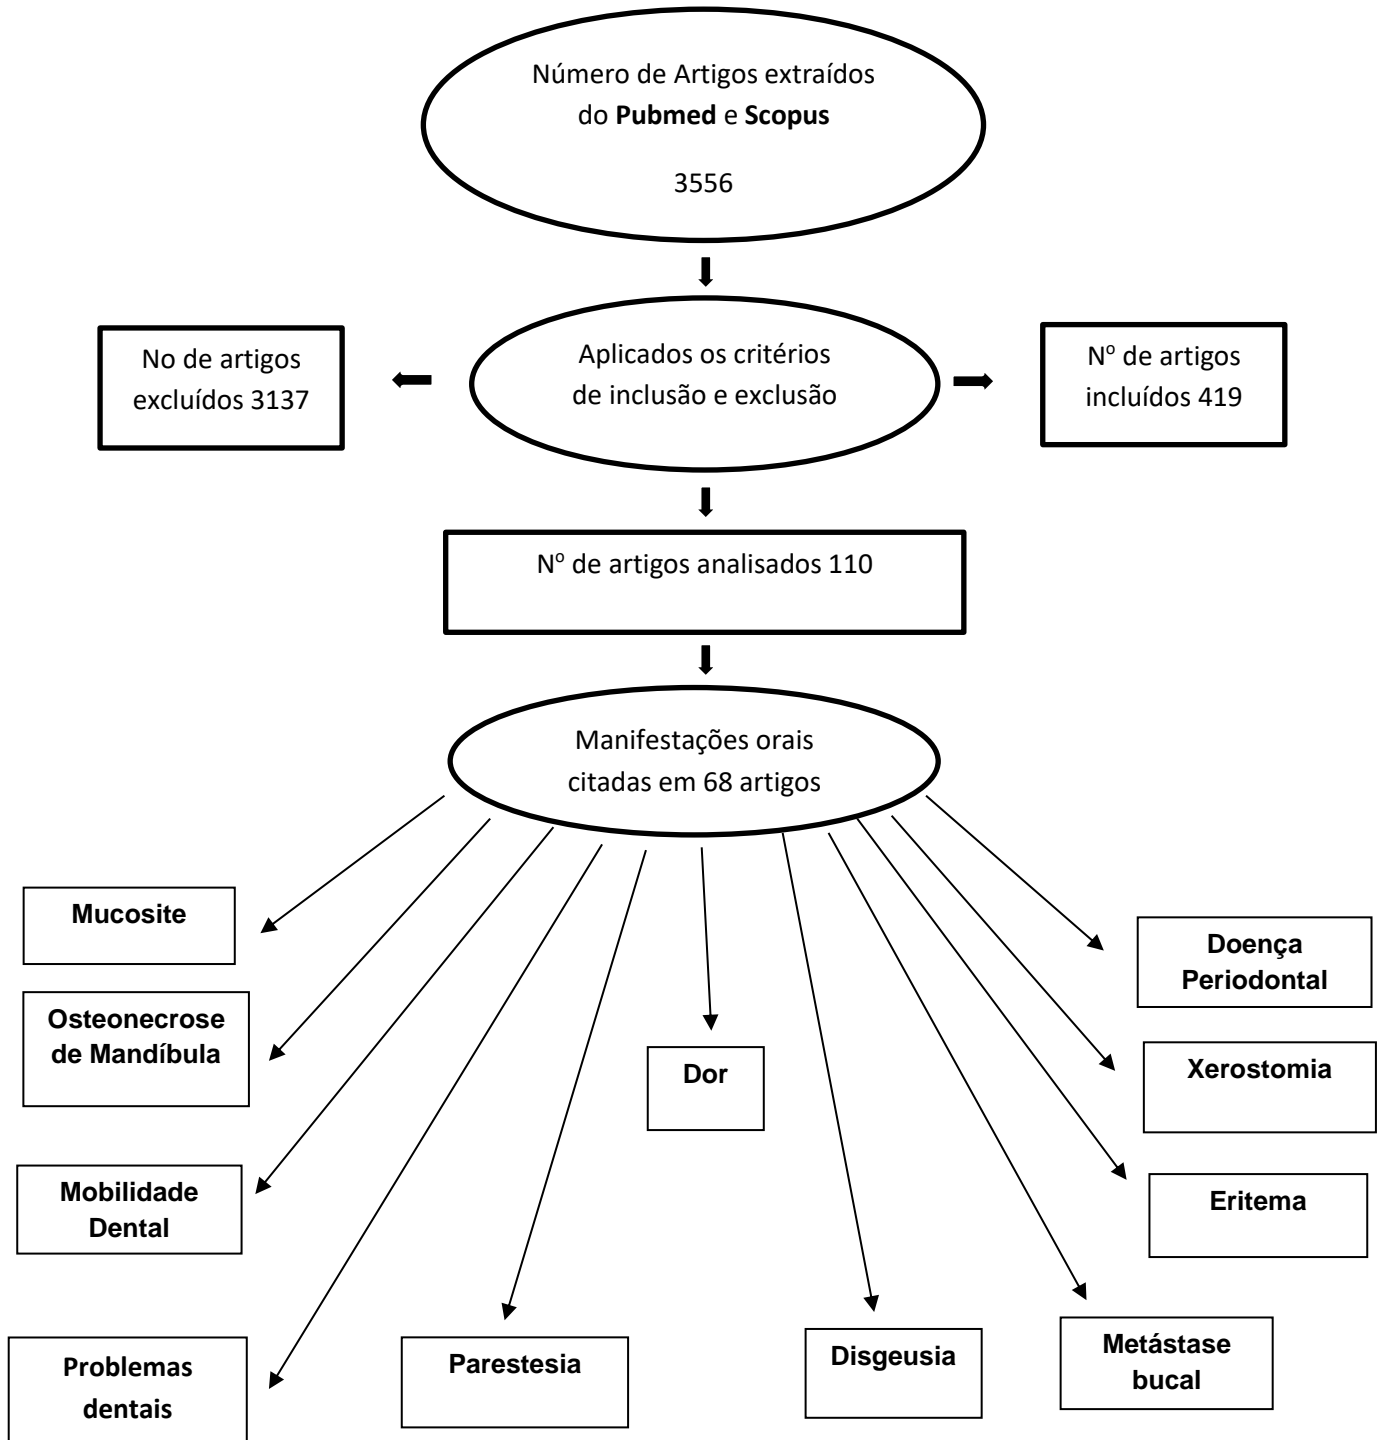 Número de Artigos extraídos
do Pubmed e Scopus
3556
No de artigos
excluídos 3137
Aplicados os critérios
de inclusão e exclusão
Nº de artigos
incluídos 419
Nº de artigos analisados 110
Manifestações orais
citadas em 68 artigos
Mucosite
Doença
Periodontal
Osteonecrose
de Mandíbula
Dor
Xerostomia
Mobilidade
Dental
Eritema
Problemas
dentais
Parestesia
Disgeusia
Metástase
bucal